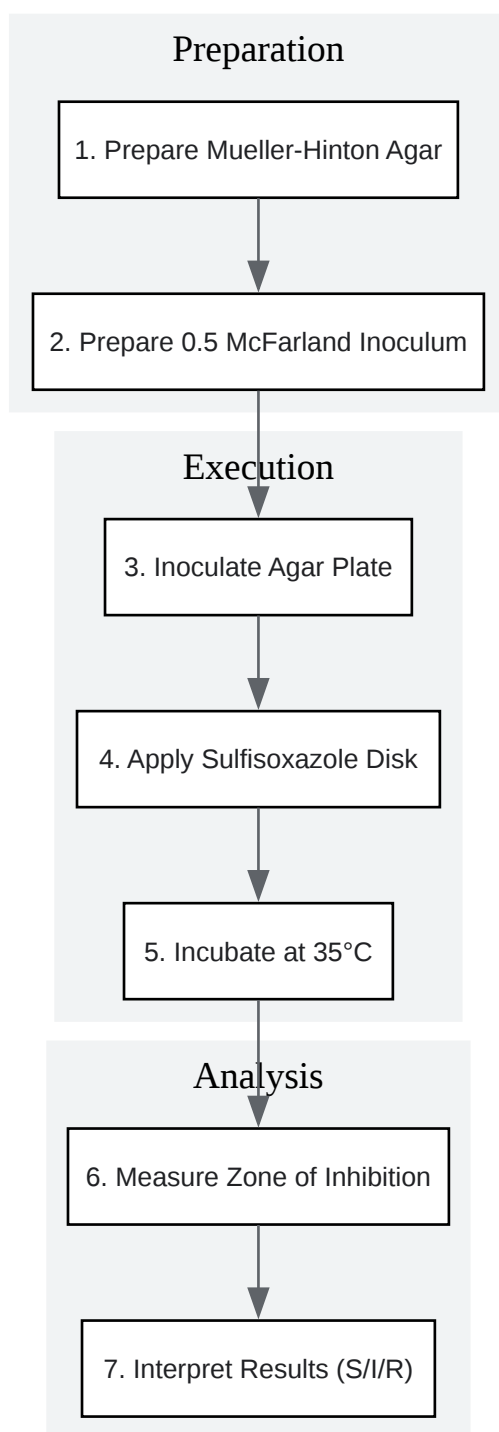 Preparation
1. Prepare Mueller-Hinton Agar
2. Prepare 0.5 McFarland Inoculum
Execution
3. Inoculate Agar Plate
4. Apply Sulfisoxazole Disk
5. Incubate at 35°C
Analysis
6. Measure Zone of Inhibition
7. Interpret Results (S/I/R)